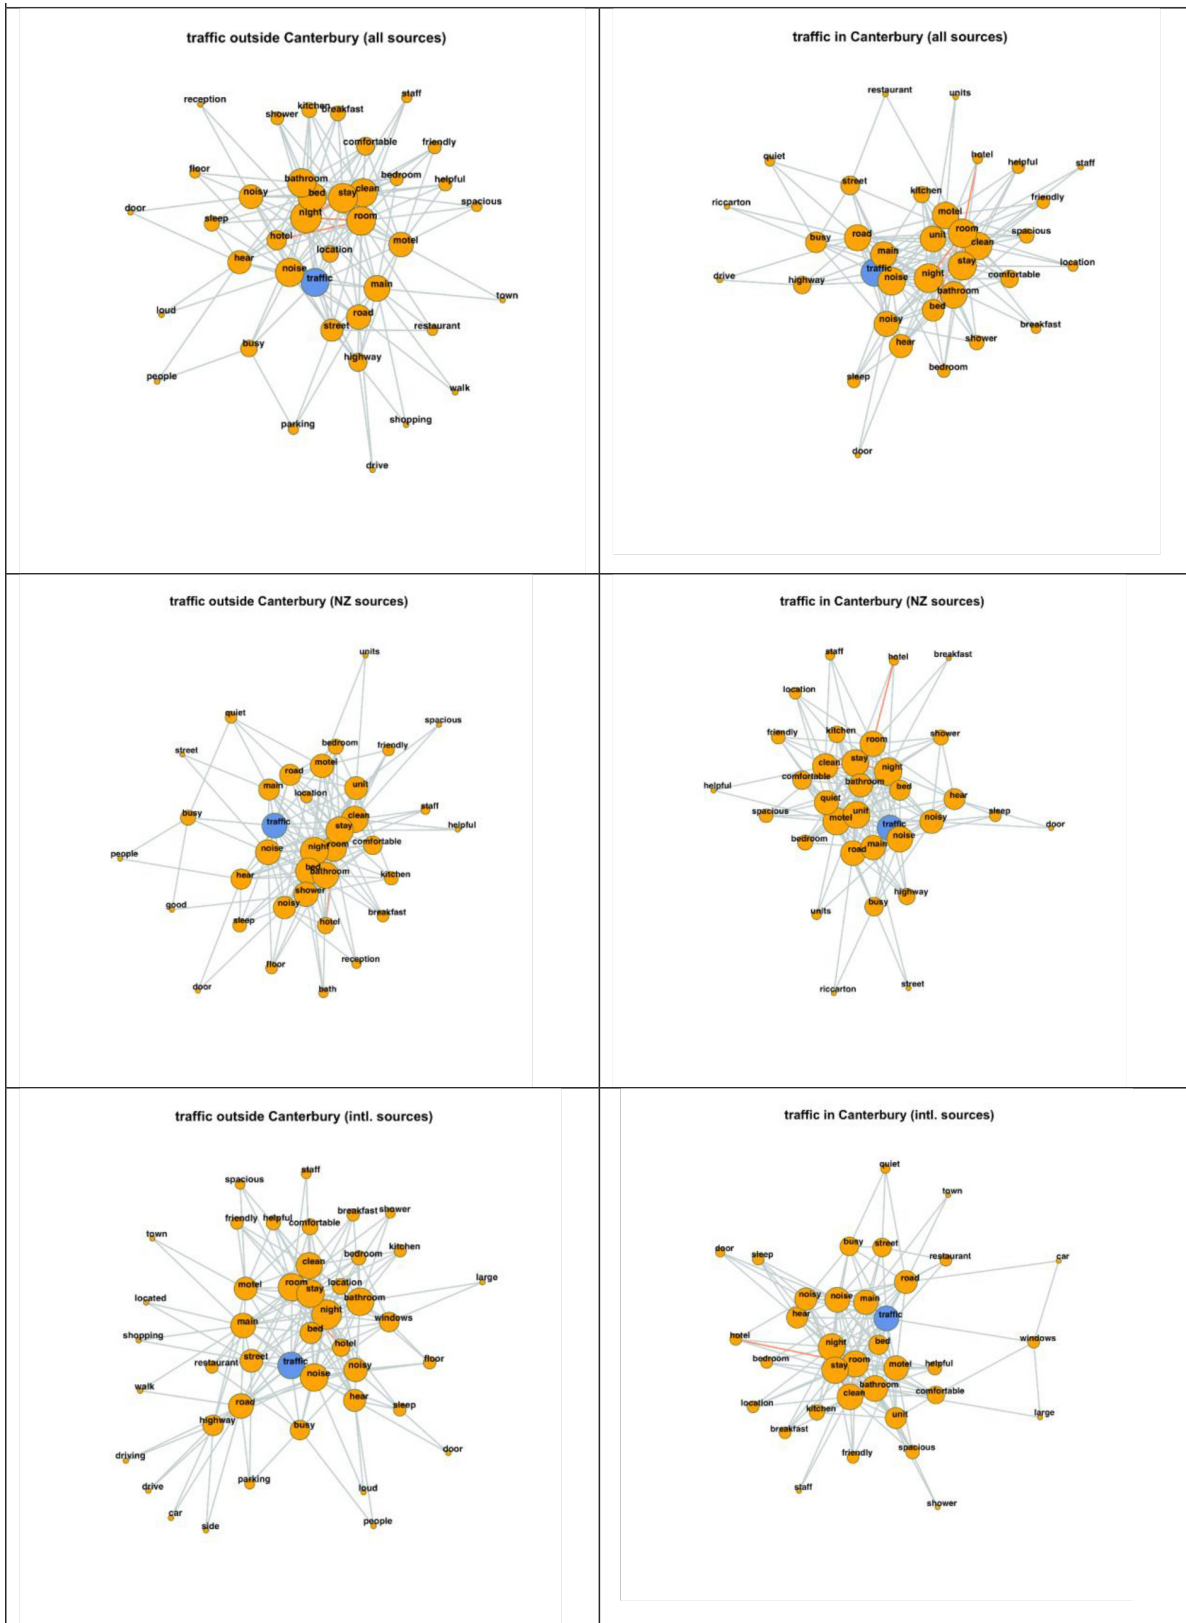 traffic outside Canterbury (all sources)
reception
staff
kitchen
breakfast
shower
comfortable
friendly
floor
bathroom
bedroom
helpful
noisy
bed
stay
clean
spacious
door
sleep
night
room
hotel
motel
location
hear
noise
traffic
main
town
loud
road
street
restaurant
busy
highway
people
walk
parking
shopping
drive
traffic in Canterbury (all sources)
restaurant
units
quiet
hotel
helpful
staff
street
kitchen
friendly
riccarton
motel
busy
road
unit
room
spacious
main
clean
location
traffic
stay
drive
highway
noise
night
comfortable
bathroom
bed
noisy
breakfast
hear
shower
sleep
bedroom
door
traffic outside Canterbury (NZ sources)
units
quiet
spacious
street
bedroom
friendly
road
motel
main
location
unit
busy
clean
staff
traffic
stay
helpful
people
noise
night
room
comfortable
hear
bed
bathroom
kitchen
good
shower
noisy
breakfast
sleep
hotel
floor
reception
door
bath
traffic in Canterbury (NZ sources)
staff
hotel
breakfast
location
friendly
kitchen
room
shower
clean
stay
night
comfortable
bathroom
helpful
bed
hear
quiet
spacious
unit
sleep
motel
traffic
noisy
door
bedroom
noise
road
main
highway
busy
units
riccarton
street
traffic outside Canterbury (intl. sources)
staff
spacious
friendly
helpful
comfortable
breakfast
shower
town
clean
bedroom
kitchen
motel
room
stay
location
large
located
bathroom
night
main
windows
shopping
bed
hotel
restaurant
street
traffic
noise
noisy
floor
walk
road
hear
sleep
highway
busy
driving
door
drive
parking
loud
car
side
people
traffic in Canterbury (intl. sources)
quiet
town
door
sleep
busy
street
restaurant
car
road
noisy
noise
main
hear
traffic
hotel
night
bed
windows
bedroom
stay
room
motel
helpful
bathroom
clean
comfortable
location
kitchen
unit
large
breakfast
friendly
spacious
staff
shower